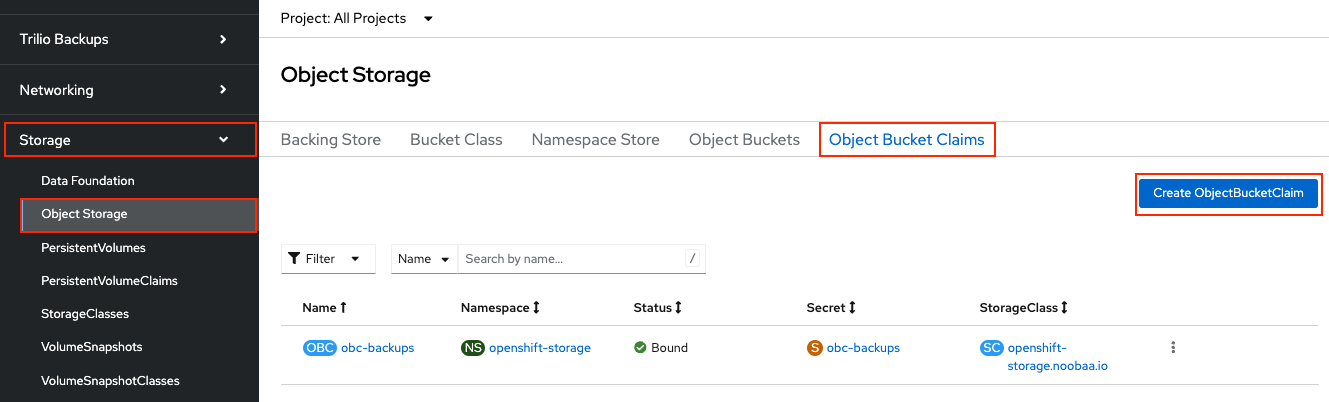 Trilio Backups
Networking
Storage
Data Foundation
Object Storage
PersistentVolumes
PersistentVolumeClaims
StorageClasses
VolumeSnapshots
VolumeSnapshotClasses
Project: All Projects
Object Storage
Backing Store Bucket Class Namespace Store Object Buckets Object Bucket Claims
Create ObjectBucketClaim
Filter Name Search by name... /
Name Namespace Status Secret StorageClass
OBC obc-backups NS openshift-storage Bound S obc-backups SC openshift-
storage.noobaa.io